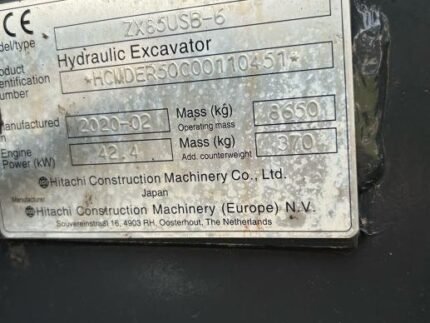 CE ZX85USB-6
del/type
Hydraulic Excavator
oduct
entification *HCMDER50C00110451*
umber
anufactured 2020-02 Mass (kg) 8650
Operating mass
Engine Power (kW) 42.4 Mass (kg) 370
Add. counterweight
Hitachi Construction Machinery Co., Ltd.
Japan
Manufacturer
Hitachi Construction Machinery (Europe) N.V.
Souvereinstraat 16, 4903 RH, Oosterhout, The Netherlands